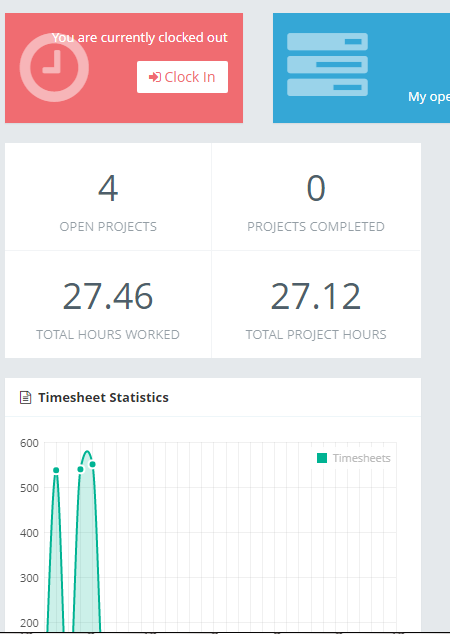 You are currently clocked out
Clock In
My ope
4
0
OPEN PROJECTS
PROJECTS COMPLETED
27.46
27.12
TOTAL HOURS WORKED
TOTAL PROJECT HOURS
Timesheet Statistics
600
Timesheets
500
400
300
200